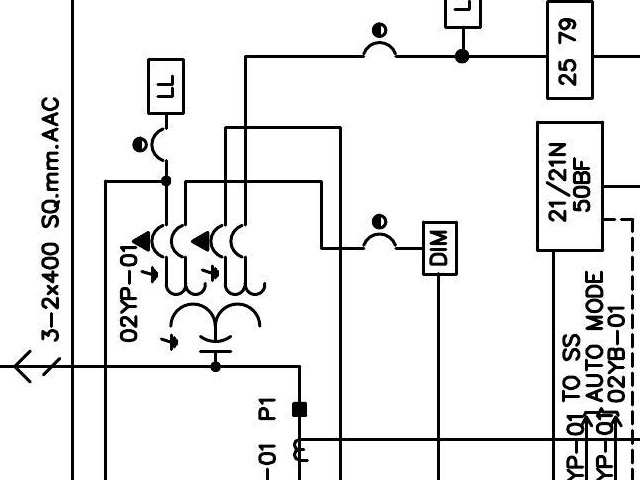 L
25 79
LL
3-2x400 SQ.mm.AAC
21/21N
50BF
DIM
02YP-01
TO SS
AUTO MODE
02YB-01
P1
-01
YP-01
YP-01